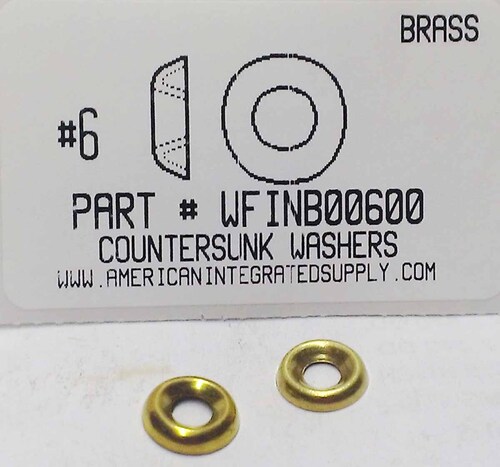 BRASS
#6
PART # WFINB00600
COUNTERSUNK WASHERS
WWW.AMERICANINTEGRATEDSUPPLY.COM